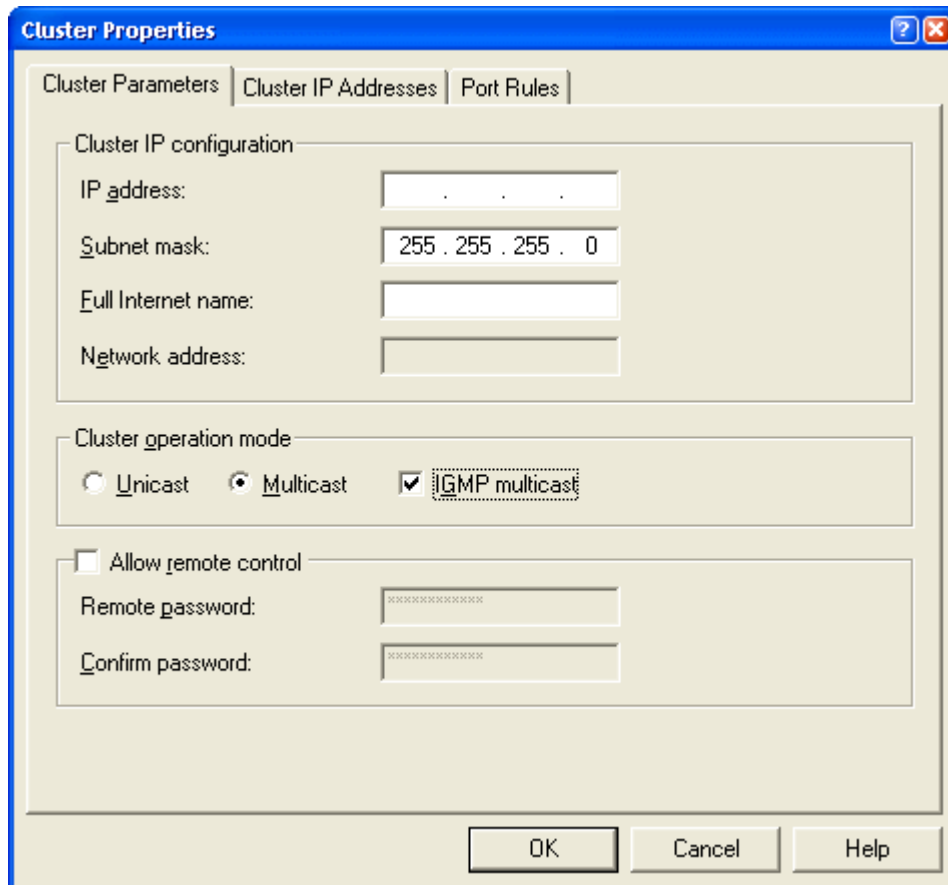 Cluster Properties
Cluster Parameters Cluster IP Addresses Port Rules
Cluster IP configuration
IP address: . . .
Subnet mask: 255 . 255 . 255 . 0
Full Internet name:
Network address:
Cluster operation mode
Unicast Multicast IGMP multicast
Allow remote control
Remote password: ************
Confirm password: ************
OK Cancel Help